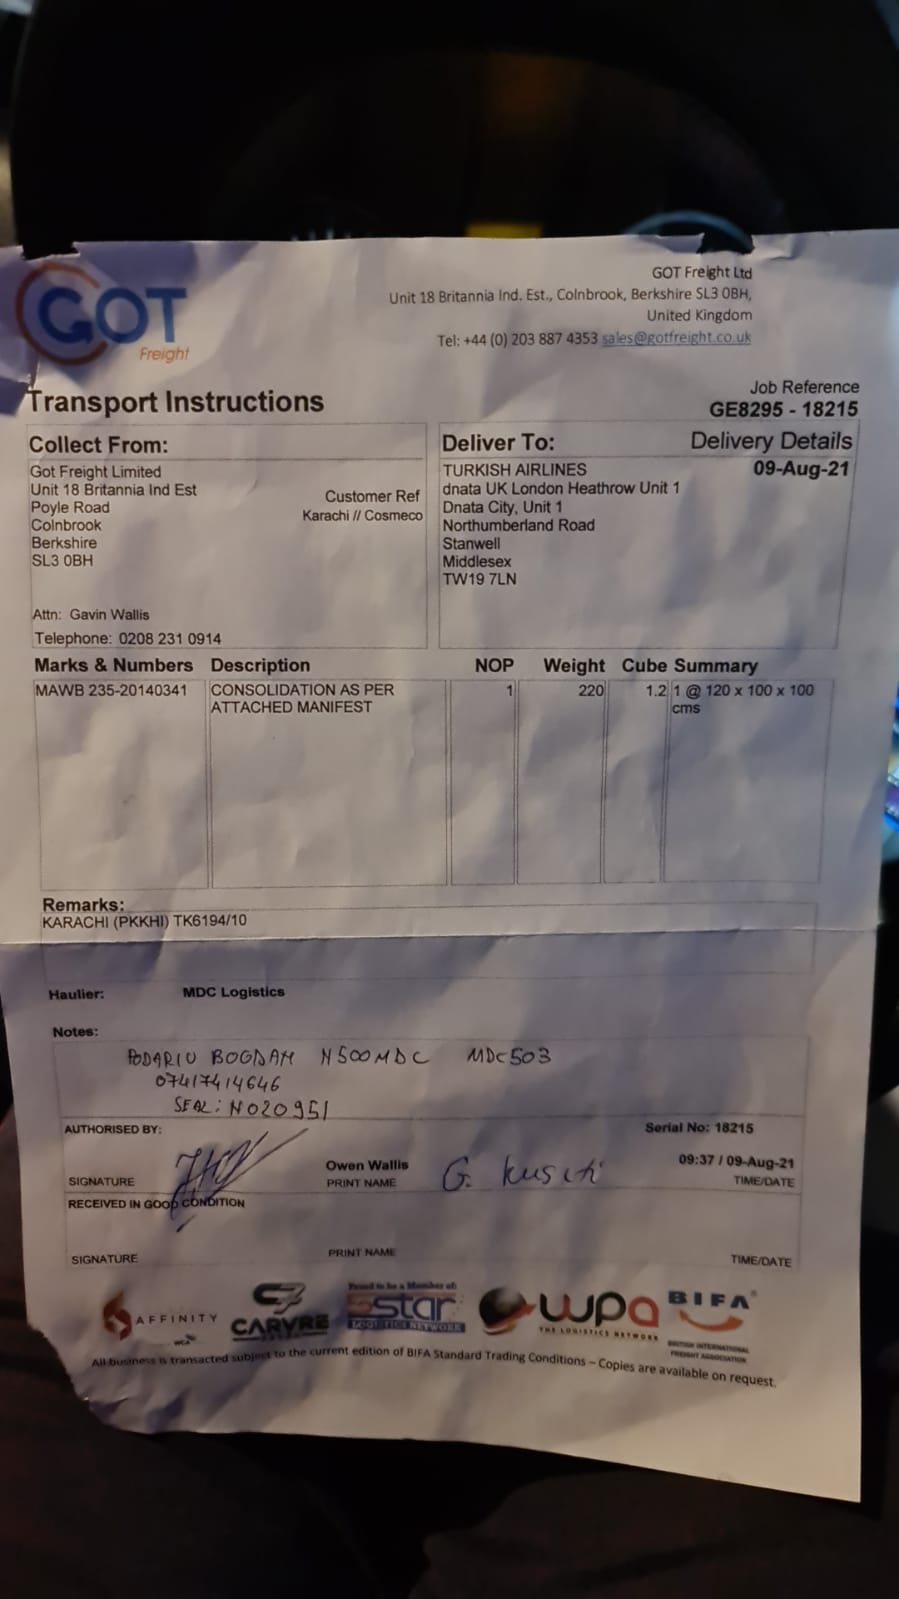 GOT
Freight
GOT Freight Ltd
Unit 18 Britannia Ind. Est., Colnbrook, Berkshire SL3 0BH,
United Kingdom
Tel: +44 (0) 203 887 4353 sales@gotfreight.co.uk
Transport Instructions
Job Reference
GE8295 - 18215
Collect From:
Got Freight Limited
Unit 18 Britannia Ind Est
Poyle Road
Colnbrook
Berkshire
SL3 0BH
Customer Ref
Karachi // Cosmeco
Attn: Gavin Wallis
Telephone: 0208 231 0914
Deliver To:
Delivery Details
TURKISH AIRLINES
09-Aug-21
dnata UK London Heathrow Unit 1
Dnata City, Unit 1
Northumberland Road
Stanwell
Middlesex
TW19 7LN
Marks & Numbers Description NOP Weight Cube Summary
MAWB 235-20140341 CONSOLIDATION AS PER 1 220 1.2 1 @ 120 x 100 x 100
ATTACHED MANIFEST cms
Remarks:
KARACHI (PKKHI) TK6194/10
Haulier: MDC Logistics
Notes:
PODARIU BOGDAN N500MDC MDC503
07417414646
SEAL: N020951
AUTHORISED BY: Serial No: 18215
Owen Wallis 09:37 / 09-Aug-21
SIGNATURE PRINT NAME TIME/DATE
RECEIVED IN GOOD CONDITION
SIGNATURE PRINT NAME TIME/DATE
AFFINITY
WCA
CARVRE
Proud to be a Member of:
5star
LOGISTICS NETWORK
wpa
THE LOGISTICS NETWORK
BIFA
BRITISH INTERNATIONAL
FREIGHT ASSOCIATION
All business is transacted subject to the current edition of BIFA Standard Trading Conditions – Copies are available on request.